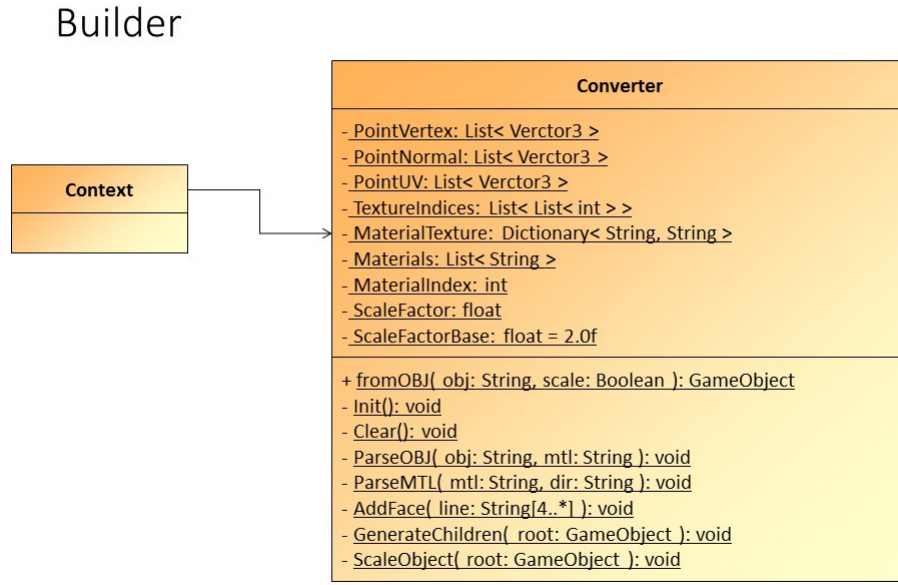 Builder
Converter
- PointVertex: List< Verctor3 >
- PointNormal: List< Verctor3 >
- PointUV: List< Verctor3 >
- TextureIndices: List< List< int > >
- MaterialTexture: Dictionary< String, String >
- Materials: List< String >
- MaterialIndex: int
- ScaleFactor: float
- ScaleFactorBase: float = 2.0f
Context
+ fromOBJ( obj: String, scale: Boolean ): GameObject
- Init(): void
- Clear(): void
- ParseOBJ( obj: String, mtl: String ): void
- ParseMTL( mtl: String, dir: String ): void
- AddFace( line: String[4..*] ): void
- GenerateChildren( root: GameObject ): void
- ScaleObject( root: GameObject ): void